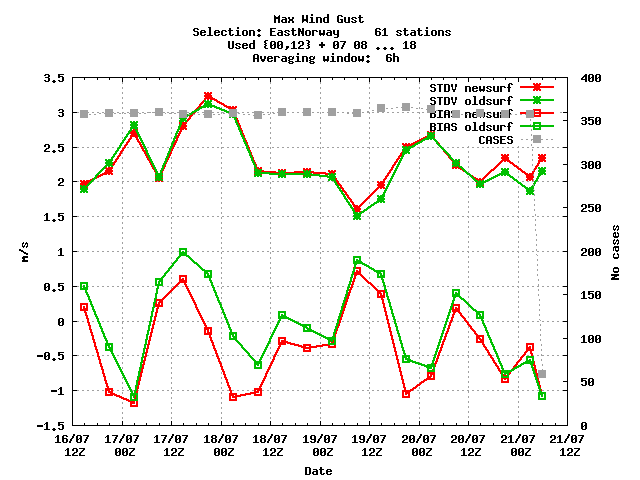 Max Wind Gust
Selection: EastNorway 61 stations
Used {00,12} + 07 08 ... 18
Averaging window: 6h
STDV newsurf
STDV oldsurf
BIAS newsurf
BIAS oldsurf
CASES
3.5
3
2.5
2
1.5
1
0.5
0
-0.5
-1
-1.5
400
350
300
250
200
150
100
50
0
m/s
No cases
16/07 17/07 17/07 18/07 18/07 19/07 19/07 20/07 20/07 21/07 21/07
12Z 00Z 12Z 00Z 12Z 00Z 12Z 00Z 12Z 00Z 12Z
Date